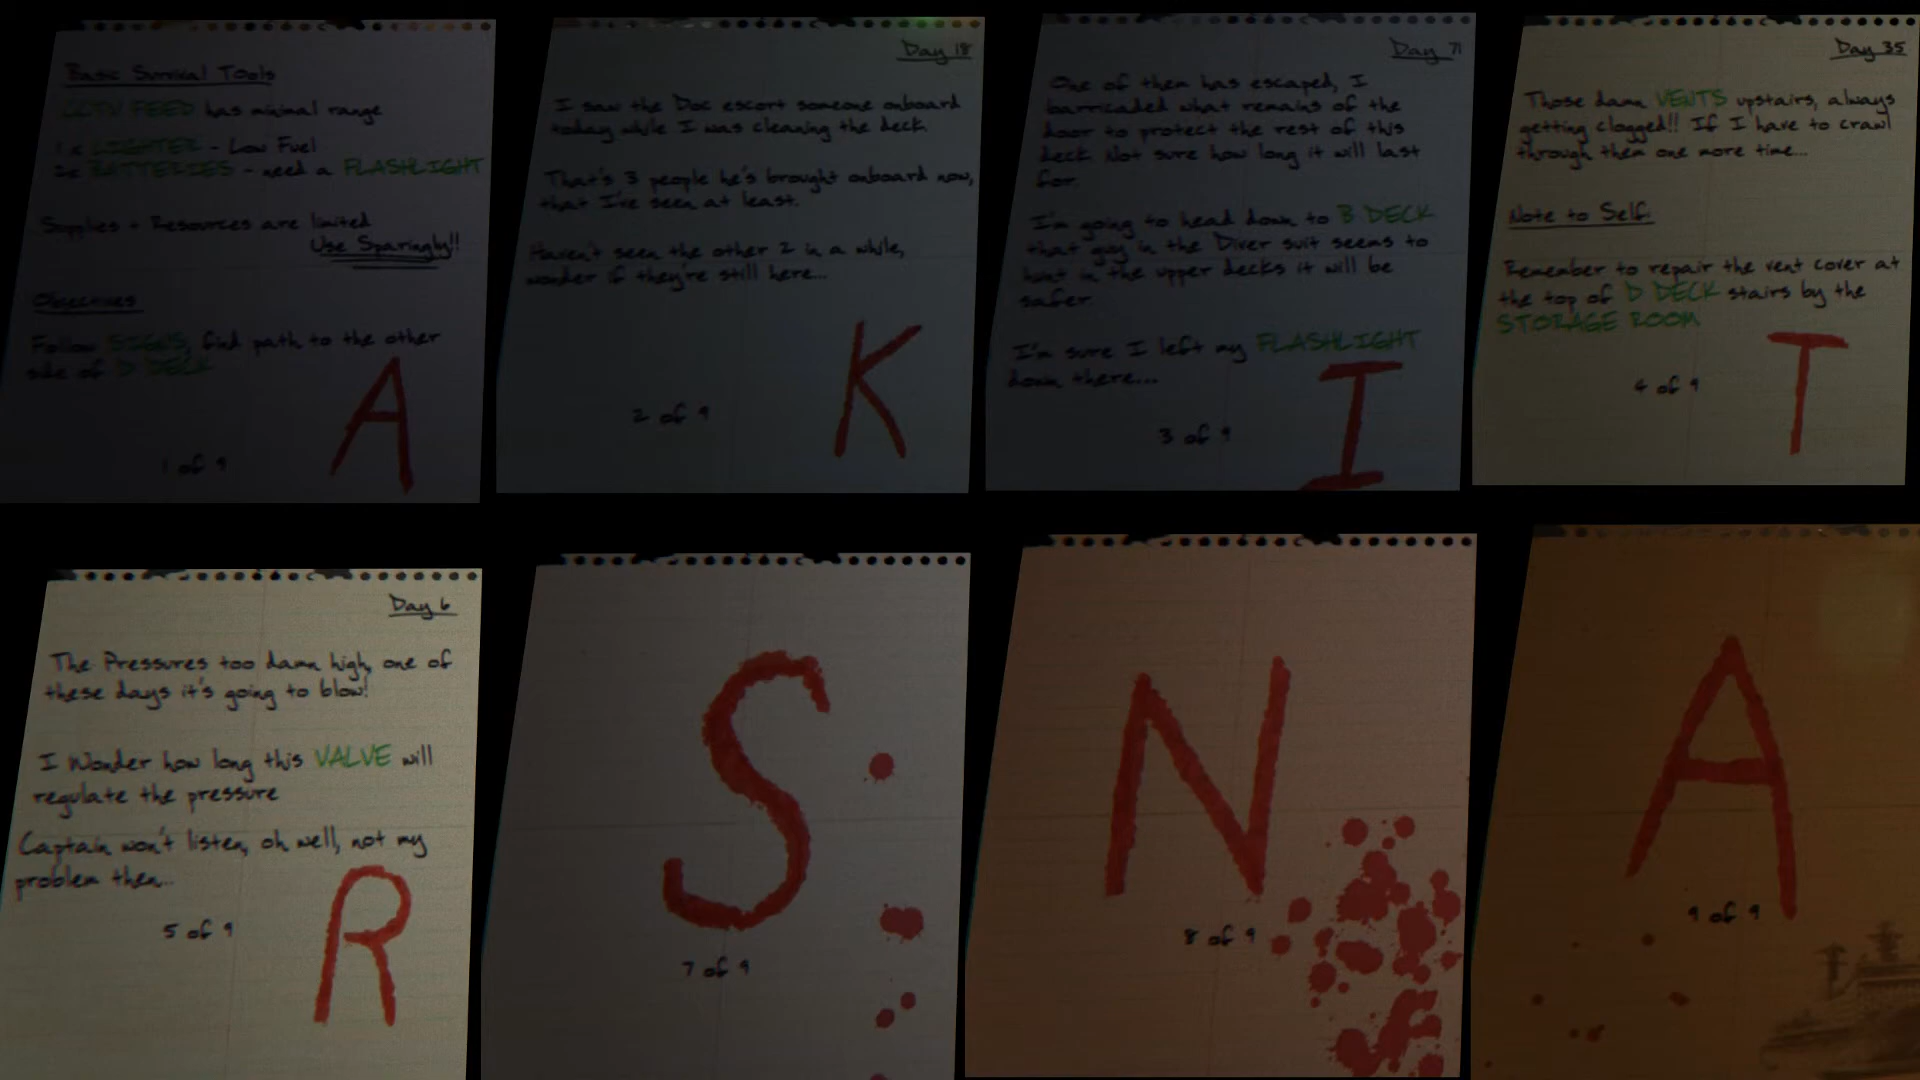 Basic Survival Tools
CCTV FEED has minimal range
1 x LIGHTER - Low Fuel
2x BATTERIES - need a FLASHLIGHT
Supplies + Resources are limited
Use Sparingly!!
Objectives
Follow SIGNS, find path to the other
side of D DECK
A
1 of 9
Day 18
I saw the Doc escort someone onboard
today while I was cleaning the deck
That's 3 people he's brought onboard now,
that I've seen at least.
Haven't seen the other 2 in a while,
wonder if they're still here...
K
2 of 9
Day 71
One of them has escaped, I
barricaded what remains of the
door to protect the rest of this
deck Not sure how long it will last
for.
I'm going to head down to B DECK
that guy in the Diver suit seems to
hunt in the upper decks it will be
safer
I'm sure I left my FLASHLIGHT
down there...
I
3 of 9
Day 35
Those damn VENTS upstairs, always
getting clogged!! If I have to crawl
through them one more time...
Note to Self:
Remember to repair the vent cover at
the top of D DECK stairs by the
STORAGE ROOM
T
4 of 9
Day 6
The Pressures too damn high, one of
these days it's going to blow!
I Wonder how long this VALVE will
regulate the pressure
Captain won't listen, oh well, not my
problem then...
R
5 of 9
S
7 of 9
N
8 of 9
A
9 of 9